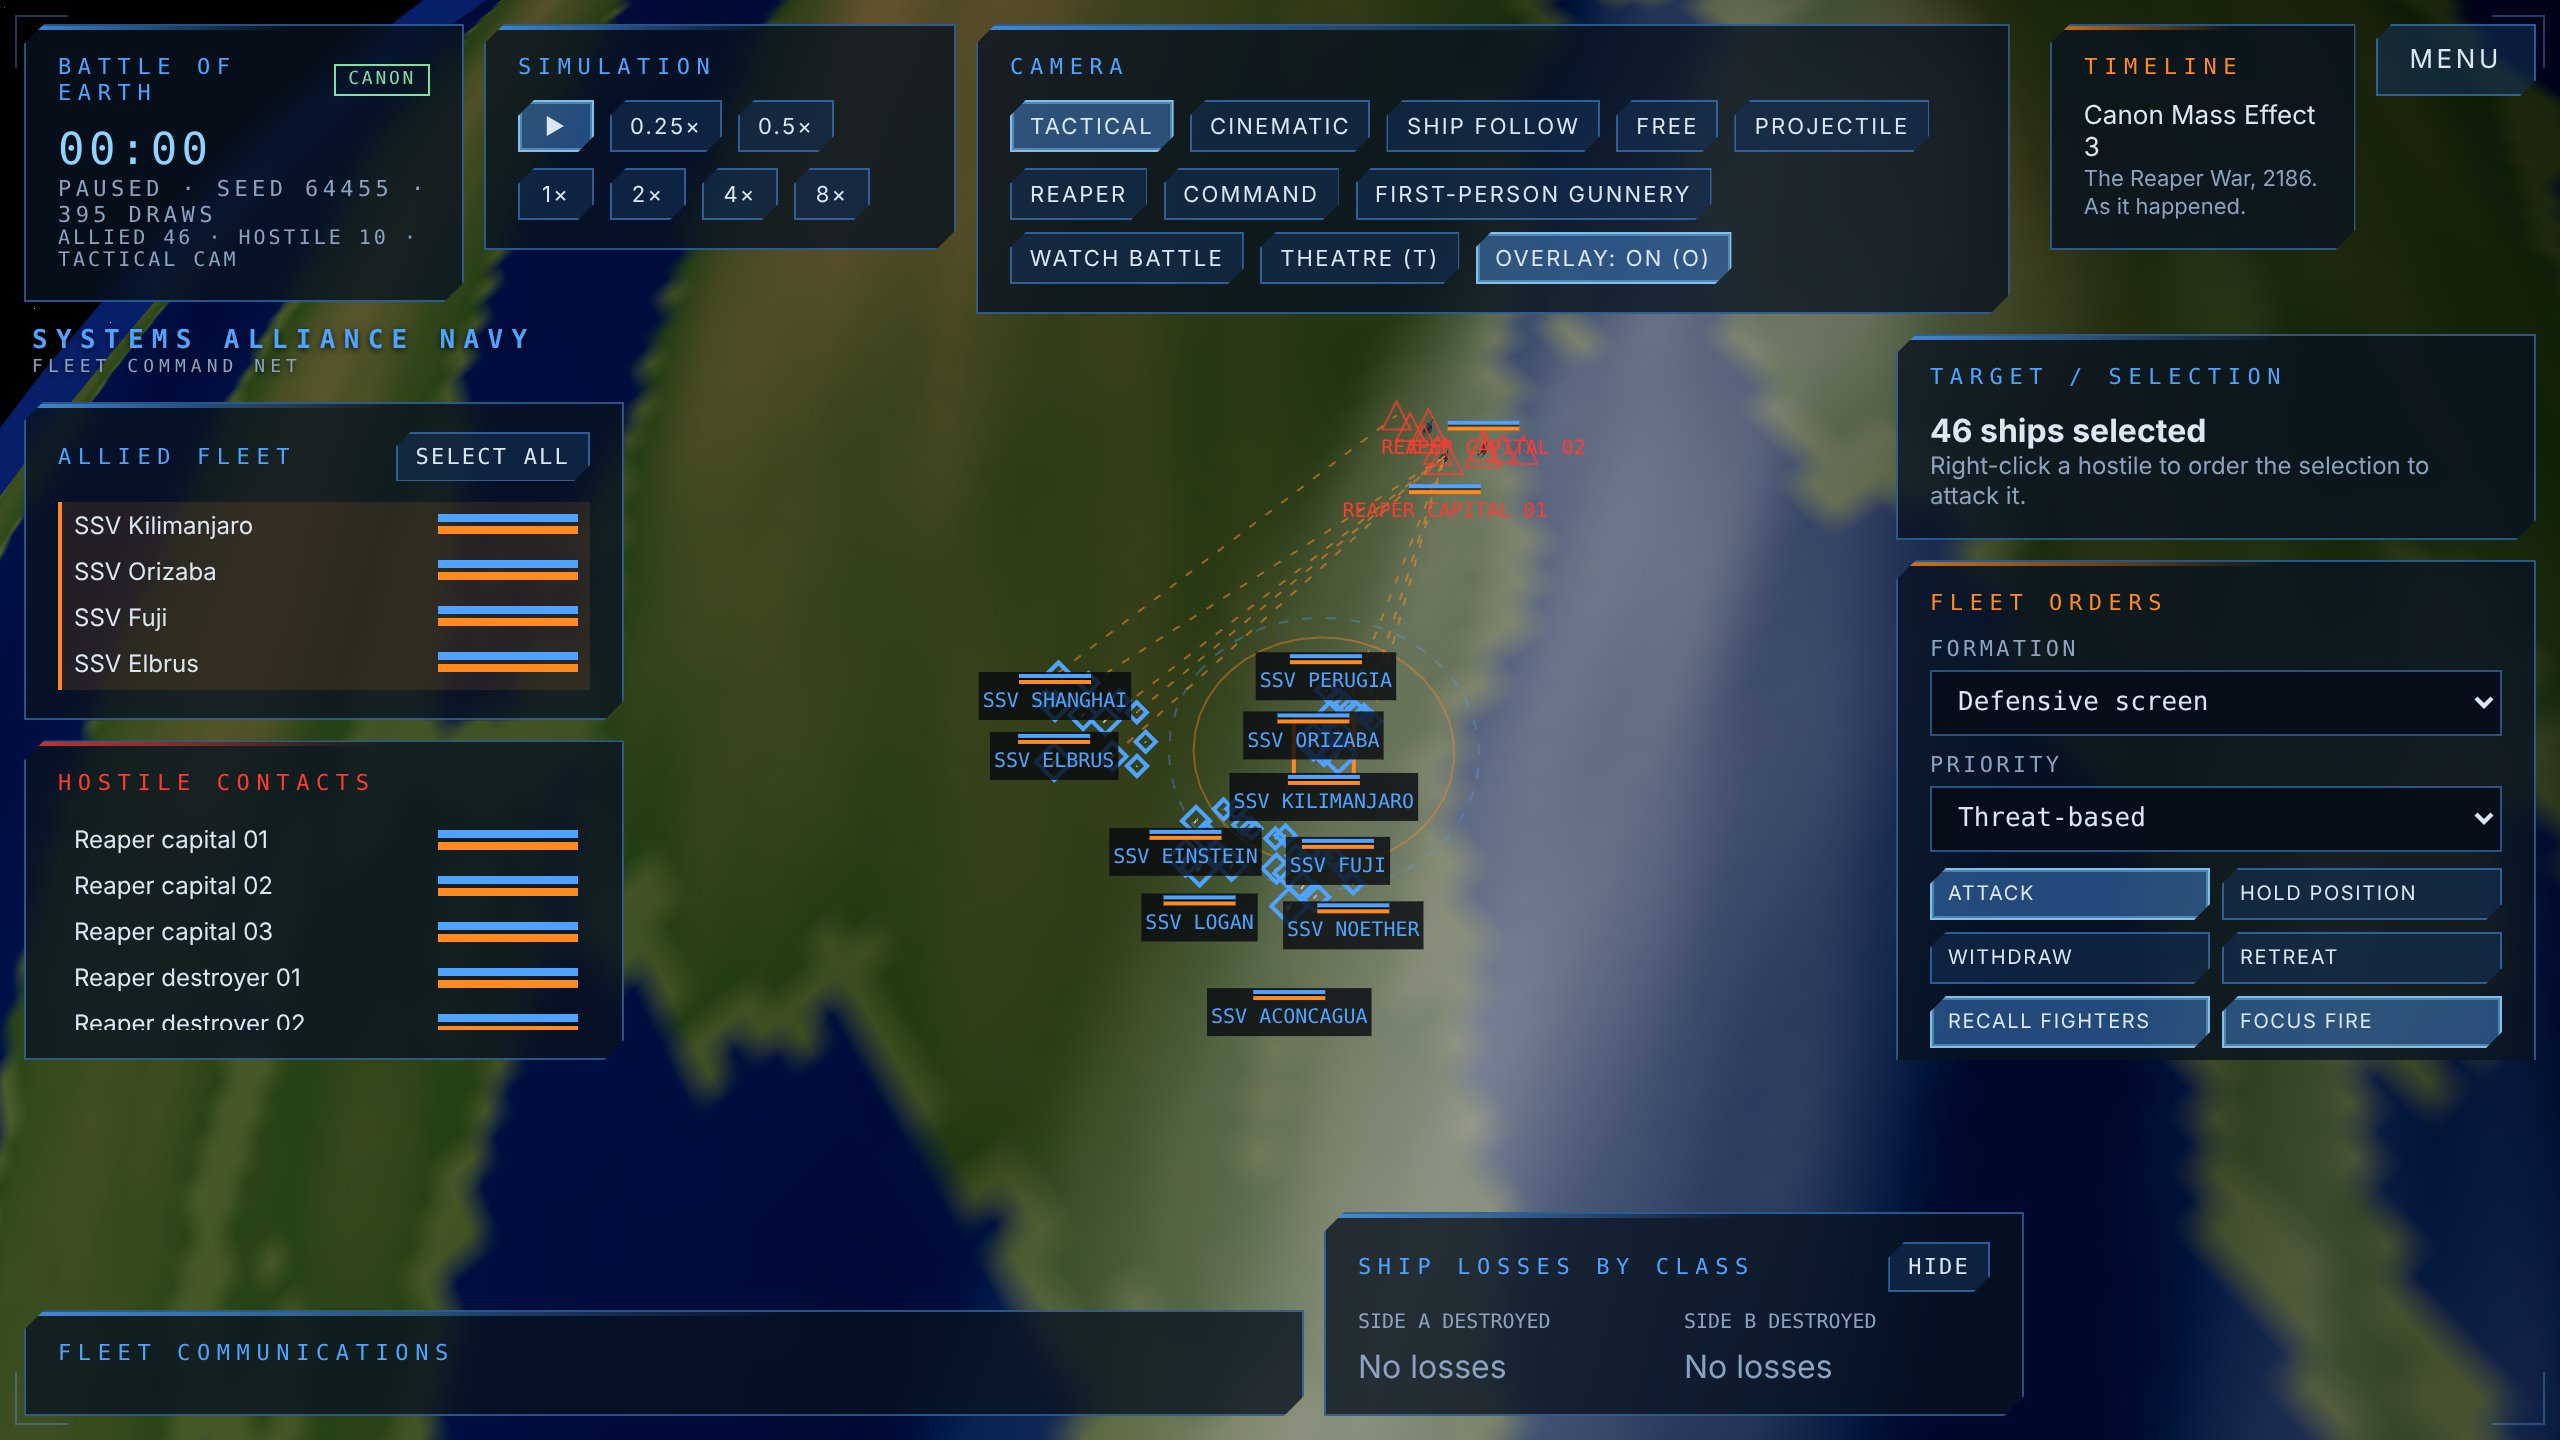 BATTLE OF
EARTH
CANON
00:00
PAUSED · SEED 64455 ·
395 DRAWS
ALLIED 46 · HOSTILE 10 ·
TACTICAL CAM
SIMULATION
0.25×
0.5×
1×
2×
4×
8×
CAMERA
TACTICAL
CINEMATIC
SHIP FOLLOW
FREE
PROJECTILE
REAPER
COMMAND
FIRST-PERSON GUNNERY
WATCH BATTLE
THEATRE (T)
OVERLAY: ON (O)
TIMELINE
Canon Mass Effect
3
The Reaper War, 2186.
As it happened.
MENU
SYSTEMS ALLIANCE NAVY
FLEET COMMAND NET
ALLIED FLEET
SELECT ALL
SSV Kilimanjaro
SSV Orizaba
SSV Fuji
SSV Elbrus
HOSTILE CONTACTS
Reaper capital 01
Reaper capital 02
Reaper capital 03
Reaper destroyer 01
Reaper destroyer 02
REAPER CAPITAL 02
REAPER CAPITAL 01
SSV SHANGHAI
SSV ELBRUS
SSV PERUGIA
SSV ORIZABA
SSV KILIMANJARO
SSV EINSTEIN
SSV FUJI
SSV LOGAN
SSV NOETHER
SSV ACONCAGUA
TARGET / SELECTION
46 ships selected
Right-click a hostile to order the selection to
attack it.
FLEET ORDERS
FORMATION
Defensive screen
PRIORITY
Threat-based
ATTACK
HOLD POSITION
WITHDRAW
RETREAT
RECALL FIGHTERS
FOCUS FIRE
FLEET COMMUNICATIONS
SHIP LOSSES BY CLASS
HIDE
SIDE A DESTROYED
SIDE B DESTROYED
No losses
No losses